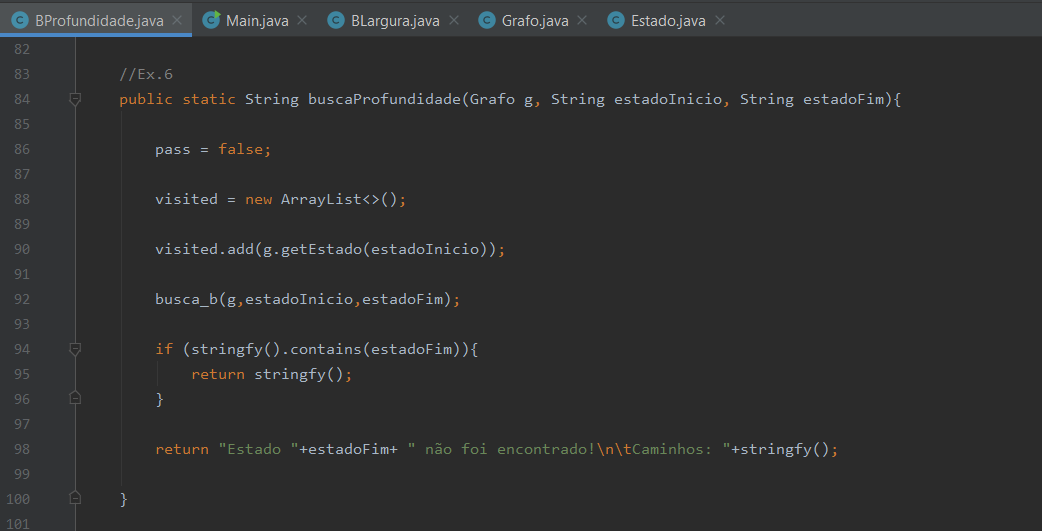 BProfundidade.java Main.java BLargura.java Grafo.java Estado.java
82
83 //Ex.6
84 public static String buscaProfundidade(Grafo g, String estadoInicio, String estadoFim){
85
86 pass = false;
87
88 visited = new ArrayList<>();
89
90 visited.add(g.getEstado(estadoInicio));
91
92 busca_b(g,estadoInicio,estadoFim);
93
94 if (stringfy().contains(estadoFim)){
95 return stringfy();
96 }
97
98 return "Estado "+estadoFim+ " não foi encontrado!\n\tCaminhos: "+stringfy();
99
100 }
101